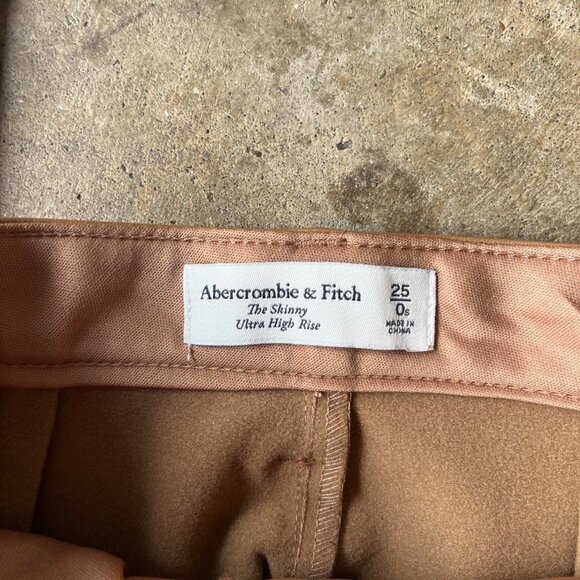 Abercrombie & Fitch
The Skinny
Ultra High Rise
25
0s
MADE IN
CHINA